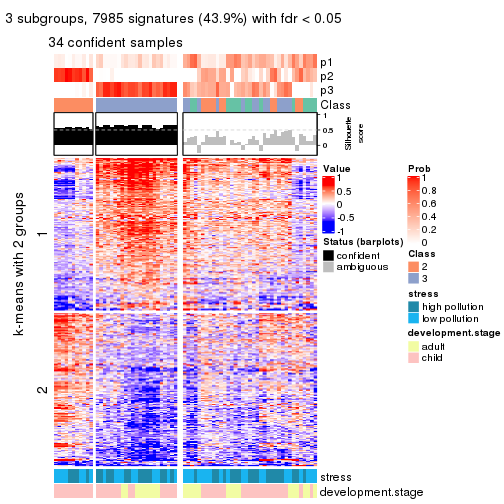 3 subgroups, 7985 signatures (43.9%) with fdr < 0.05
34 confident samples
p1
p2
p3
Class
1
0.5
0
Silhouette
score
k-means with 2 groups
1
2
stress
development.stage
Value
1
0.5
0
-0.5
-1
Status (barplots)
confident
ambiguous
Prob
1
0.8
0.6
0.4
0.2
0
Class
2
3
stress
high pollution
low pollution
development.stage
adult
child